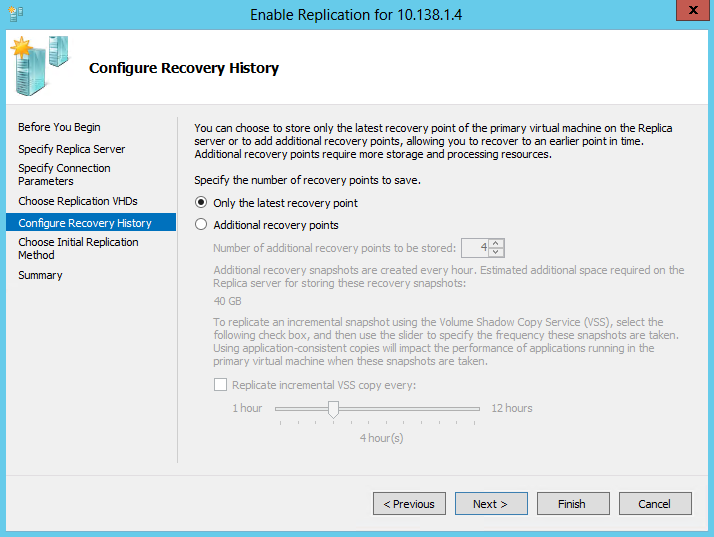 Enable Replication for 10.138.1.4
x
Configure Recovery History
Before You Begin
Specify Replica Server
Specify Connection
Parameters
Choose Replication VHDs
Configure Recovery History
Choose Initial Replication
Method
Summary
You can choose to store only the latest recovery point of the primary virtual machine on the Replica
server or to add additional recovery points, allowing you to recover to an earlier point in time.
Additional recovery points require more storage and processing resources.
Specify the number of recovery points to save.
Only the latest recovery point
Additional recovery points
Number of additional recovery points to be stored: 4
Additional recovery snapshots are created every hour. Estimated additional space required on the
Replica server for storing these recovery snapshots:
40 GB
To replicate an incremental snapshot using the Volume Shadow Copy Service (VSS), select the
following check box, and then use the slider to specify the frequency these snapshots are taken.
Using application-consistent copies will impact the performance of applications running in the
primary virtual machine when these snapshots are taken.
Replicate incremental VSS copy every:
1 hour 12 hours
4 hour(s)
< Previous Next > Finish Cancel